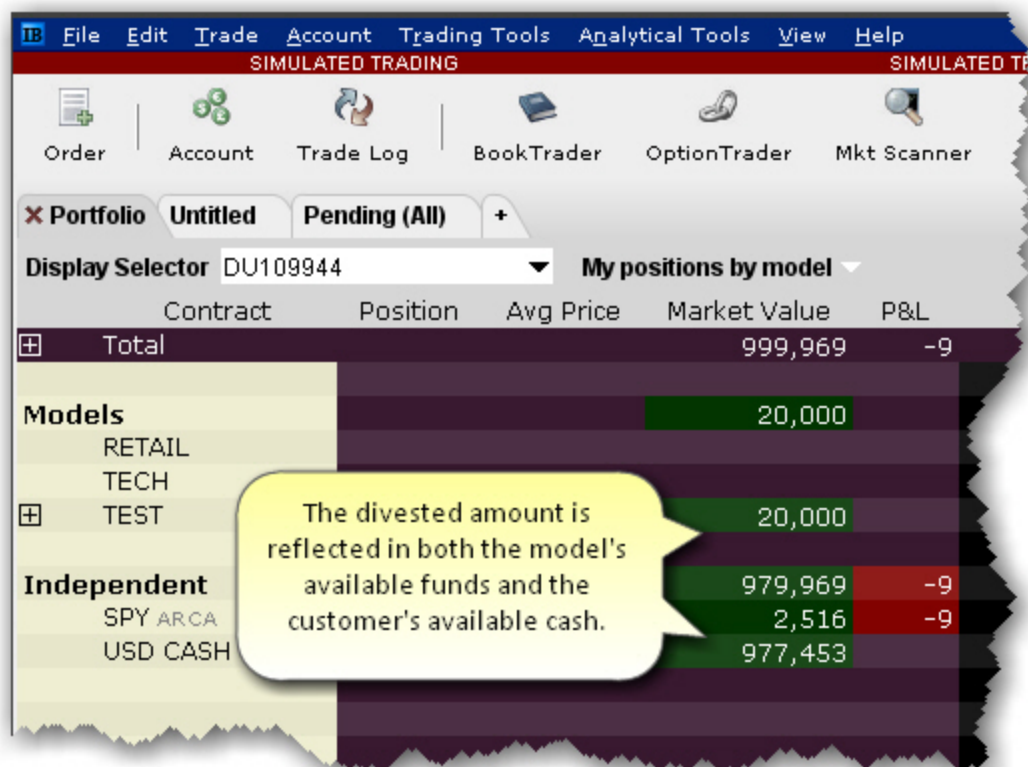 IB File Edit Trade Account Trading Tools Analytical Tools View Help
SIMULATED TRADING SIMULATED
Order Account Trade Log BookTrader OptionTrader Mkt Scanner
Portfolio Untitled Pending (All) +
Display Selector DU109944 My positions by model
Contract Position Avg Price Market Value P&L
Total 999,969 -9
Models 20,000
RETAIL
TECH
TEST 20,000
The divested amount is
reflected in both the model's
available funds and the
customer's available cash.
Independent 979,969 -9
SPY ARCA 2,516 -9
USD CASH 977,453